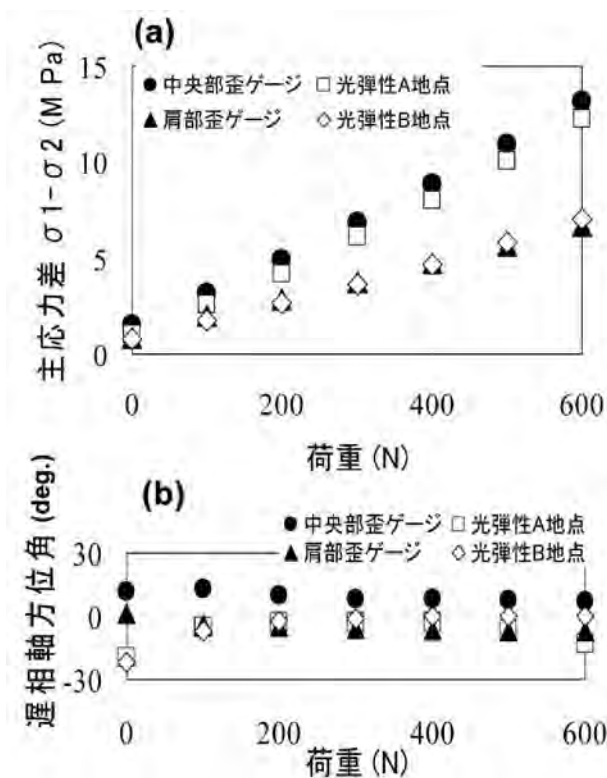 (a)
15
10
5
0
主応力差 σ1-σ2 (M Pa)
●中央部歪ゲージ □光弾性A地点
▲肩部歪ゲージ ◇光弾性B地点
0 200 400 600
荷重 (N)
(b)
●中央部歪ゲージ □光弾性A地点
▲肩部歪ゲージ ◇光弾性B地点
30
0
-30
遅相軸方位角 (deg.)
0 200 400 600
荷重 (N)